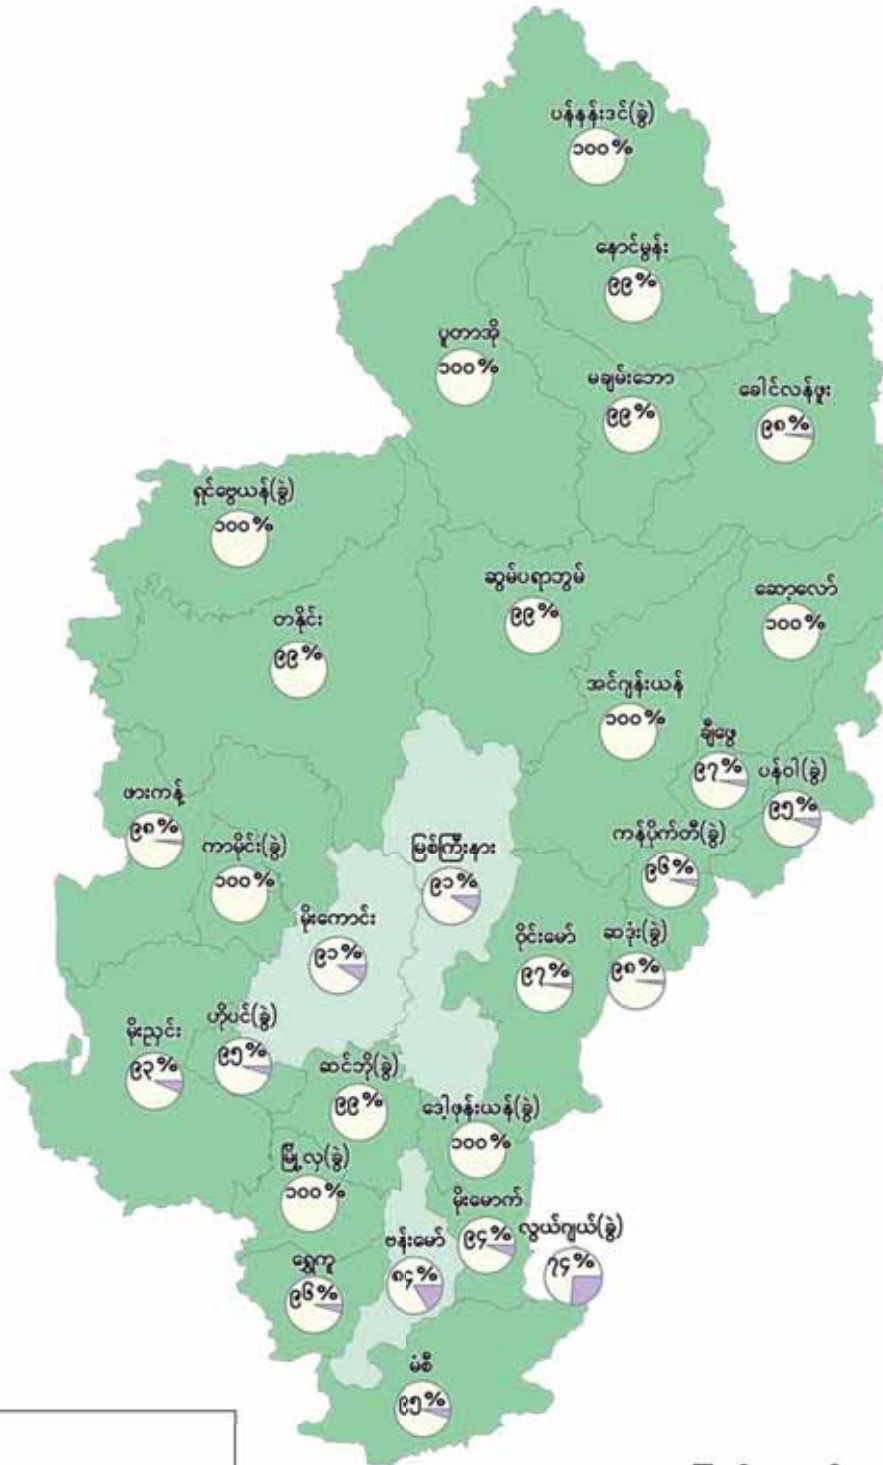 ပန်နန်းဒင်(ခွဲ)
၁၀၀%
နောင်မွန်း
၉၉%
ပူတာအို
၁၀၀%
မချမ်းဘော
၉၉%
ခေါင်လန်ဖူး
၉၈%
ရှင်ဗွေယန်(ခွဲ)
၁၀၀%
ဆွမ်ပရာဘွမ်
၉၉%
ဆော့လော်
၁၀၀%
တနိုင်း
၉၉%
အင်ဂျန်းယန်
၁၀၀%
ချီဖွေ
၉၇%
ပန်ဝါ(ခွဲ)
၉၅%
ဖားကန့်
၉၈%
ကာမိုင်း(ခွဲ)
၁၀၀%
မြစ်ကြီးနား
၉၁%
ကန်ပိုက်တီ(ခွဲ)
၉၆%
မိုးကောင်း
၉၁%
ဝိုင်းမော်
၉၇%
ဆဒုံး(ခွဲ)
၉၈%
မိုးညှင်း
၉၃%
ဟိုပင်(ခွဲ)
၉၅%
ဆင်ဘို(ခွဲ)
၉၉%
ဒေါ့ဖုန်းယန်(ခွဲ)
၁၀၀%
မြို့လှ(ခွဲ)
၁၀၀%
မိုးမောက်
၉၄%
လွယ်ဂျယ်(ခွဲ)
၇၄%
ဗန်းမော်
၈၄%
ရွှေကူ
၉၆%
မံစီ
၉၅%